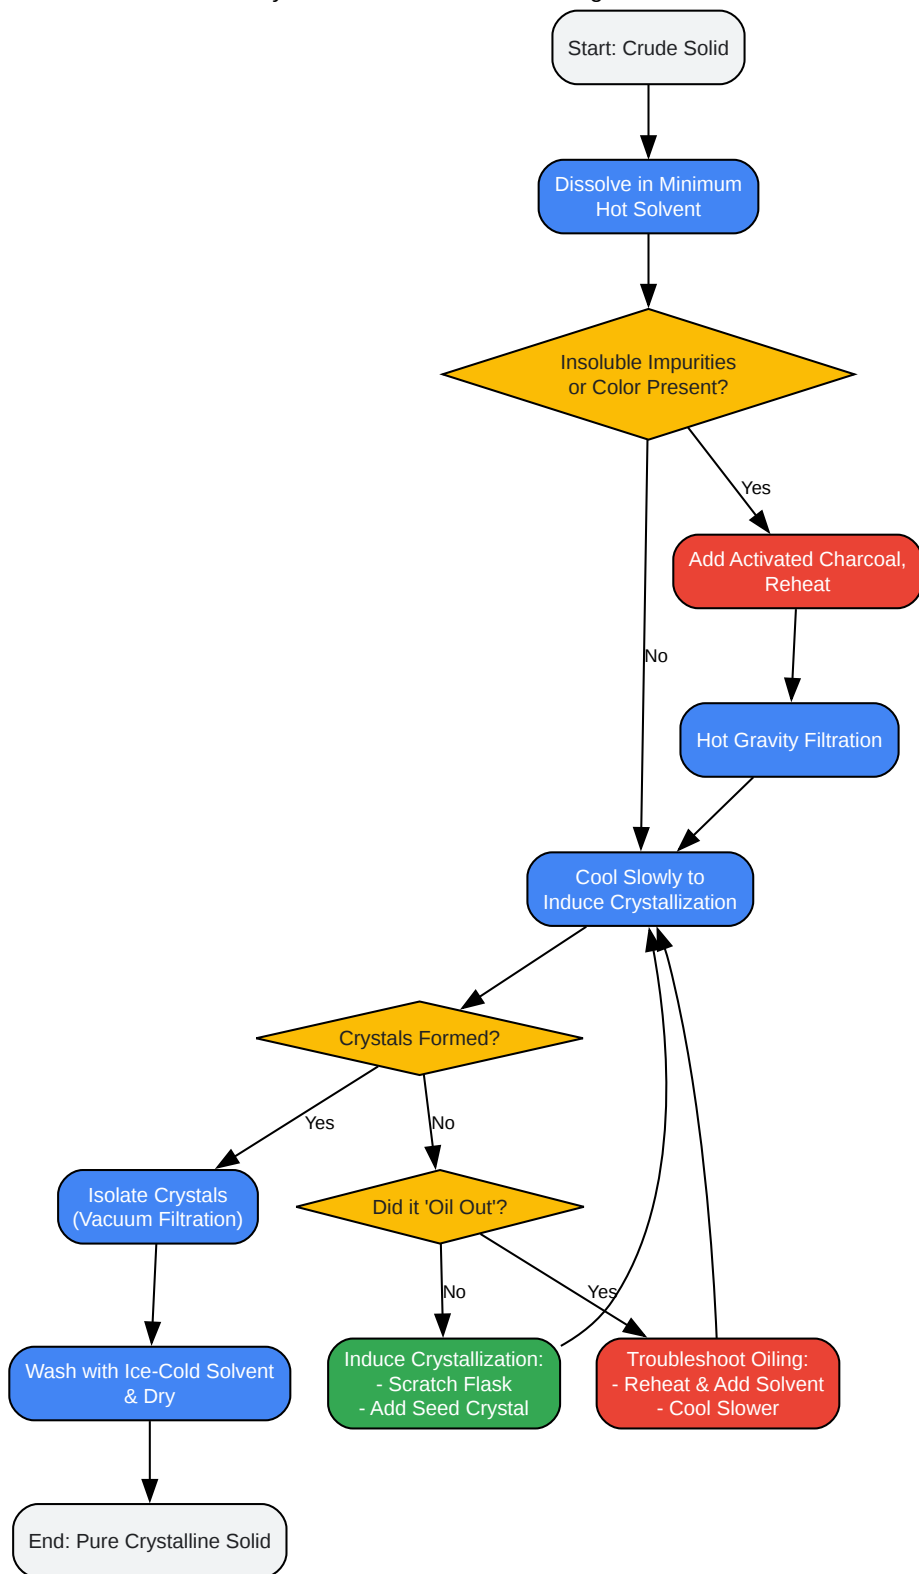 Start: Crude Solid
Dissolve in Minimum
Hot Solvent
Insoluble Impurities
or Color Present?
Yes
Add Activated Charcoal,
Reheat
No
Hot Gravity Filtration
Cool Slowly to
Induce Crystallization
Crystals Formed?
Yes
No
Isolate Crystals
(Vacuum Filtration)
Did it 'Oil Out'?
No
Yes
Wash with Ice-Cold Solvent
& Dry
Induce Crystallization:
- Scratch Flask
- Add Seed Crystal
Troubleshoot Oiling:
- Reheat & Add Solvent
- Cool Slower
End: Pure Crystalline Solid